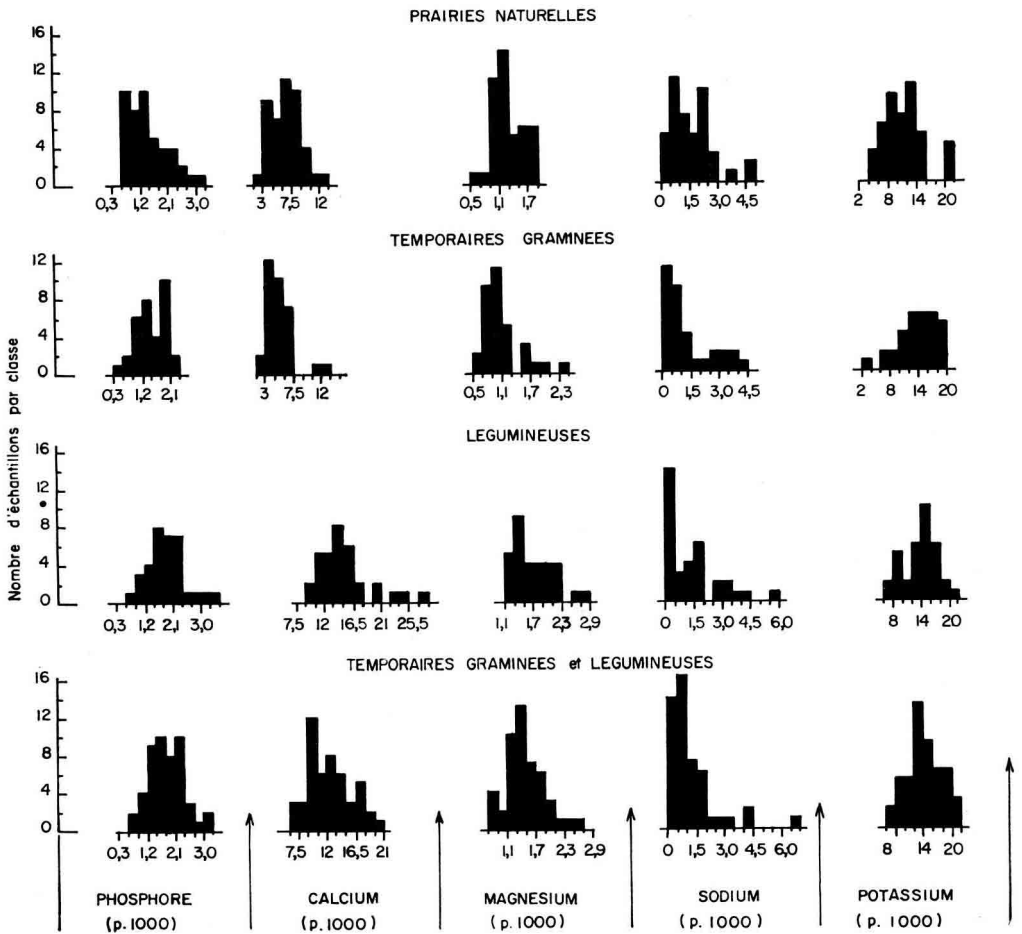 PRAIRIES NATURELLES
16
12
8
4
0
0,3 1,2 2,1 3,0
3 7,5 12
0,5 1,1 1,7
0 1,5 3,0 4,5
2 8 14 20
TEMPORAIRES GRAMINEES
12
8
4
0
0,3 1,2 2,1
3 7,5 12
0,5 1,1 1,7 2,3
0 1,5 3,0 4,5
2 8 14 20
Nombre d'échantillons par classe
LEGUMINEUSES
16
12
8
4
0
0,3 1,2 2,1 3,0
7,5 12 16,5 21 25,5
1,1 1,7 2,3 2,9
0 1,5 3,0 4,5 6,0
8 14 20
TEMPORAIRES GRAMINEES et LEGUMINEUSES
16
12
8
4
0
0,3 1,2 2,1 3,0
7,5 12 16,5 21
1,1 1,7 2,3 2,9
0 1,5 3,0 4,5 6,0
8 14 20
PHOSPHORE
(p.1000)
CALCIUM
(p. 1000)
MAGNESIUM
(p. 1000)
SODIUM
(p. 1000)
POTASSIUM
(p. 1000)